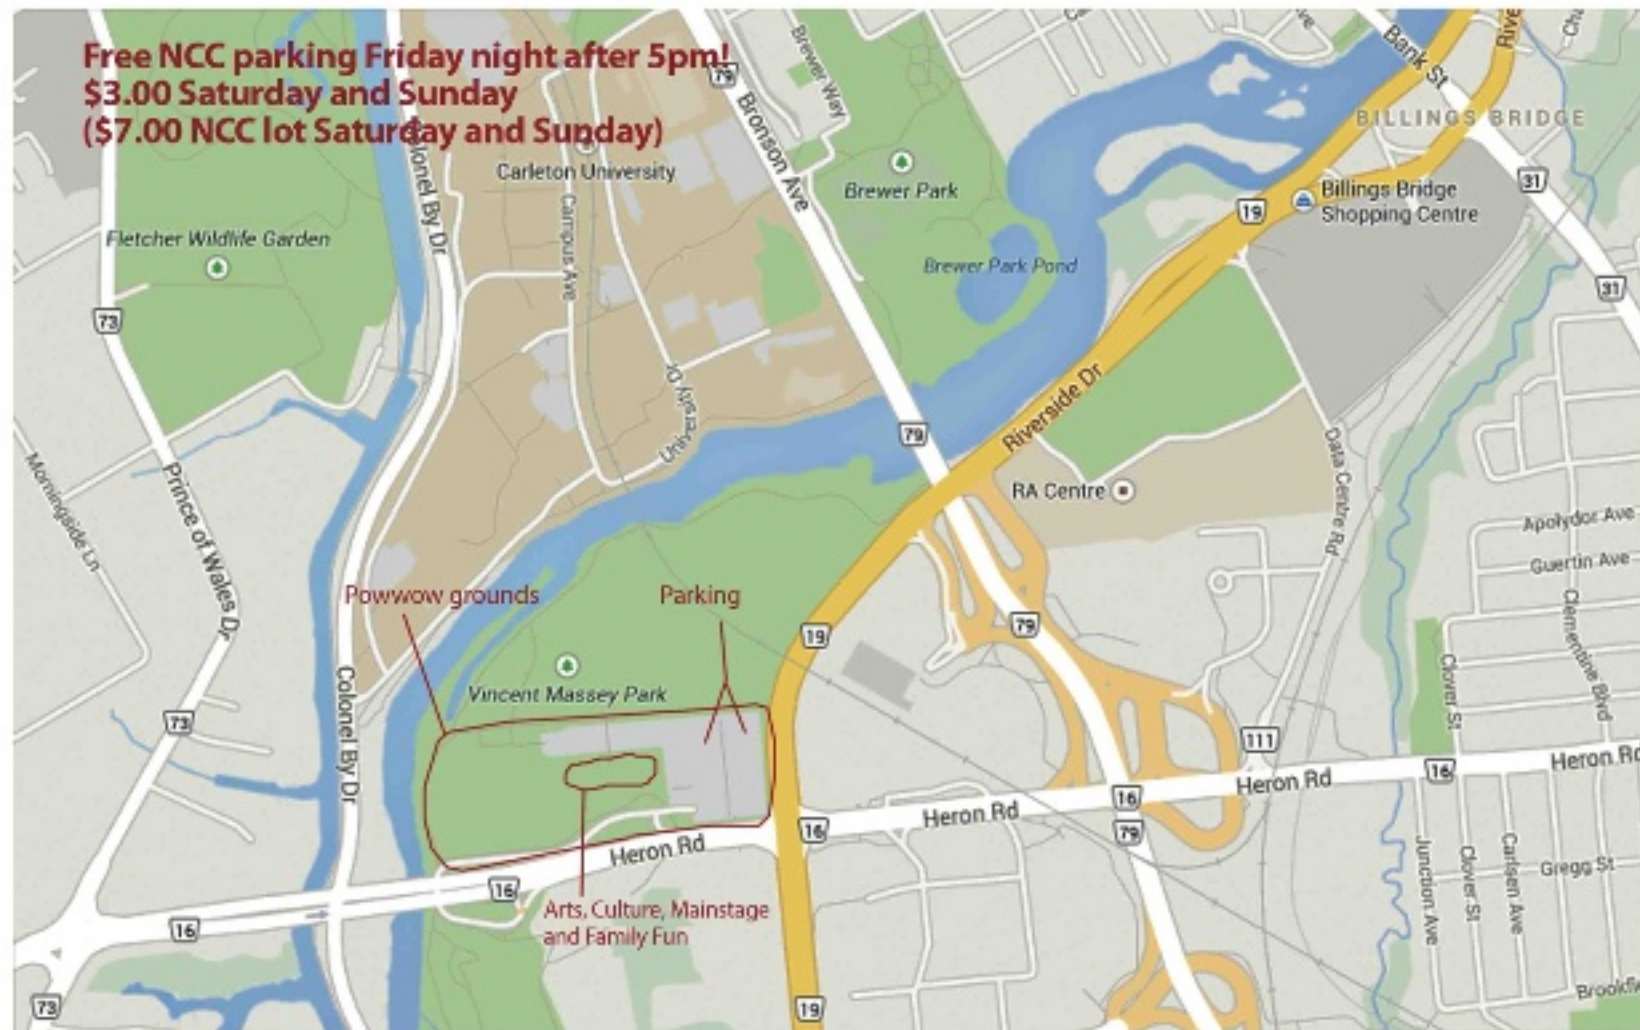 Free NCC parking Friday night after 5pm!
$3.00 Saturday and Sunday
($7.00 NCC lot Saturday and Sunday)
79
Bronson Ave
Brewer Way
Bank St
BILLINGS BRIDGE
31
Billings Bridge
Shopping Centre
19
Colonel By Dr
Carleton University
Campus Ave
Brewer Park
Brewer Park Pond
Fletcher Wildlife Garden
73
31
University Dr
Riverside Dr
79
RA Centre
Data Centre Rd
Morningside Ln
Prince of Wales Dr
Apolydor Ave
Guertin Ave
Clementine Blvd
Powwow grounds
Parking
19
79
Vincent Massey Park
Colonel By Dr
73
Clover St
111
Heron Rd
16
Heron Rd
16
Heron Rd
16
79
Heron Rd
16
16
Arts, Culture, Mainstage
and Family Fun
16
Junction Ave
Clover St
Carlsen Ave
Gregg St
73
19